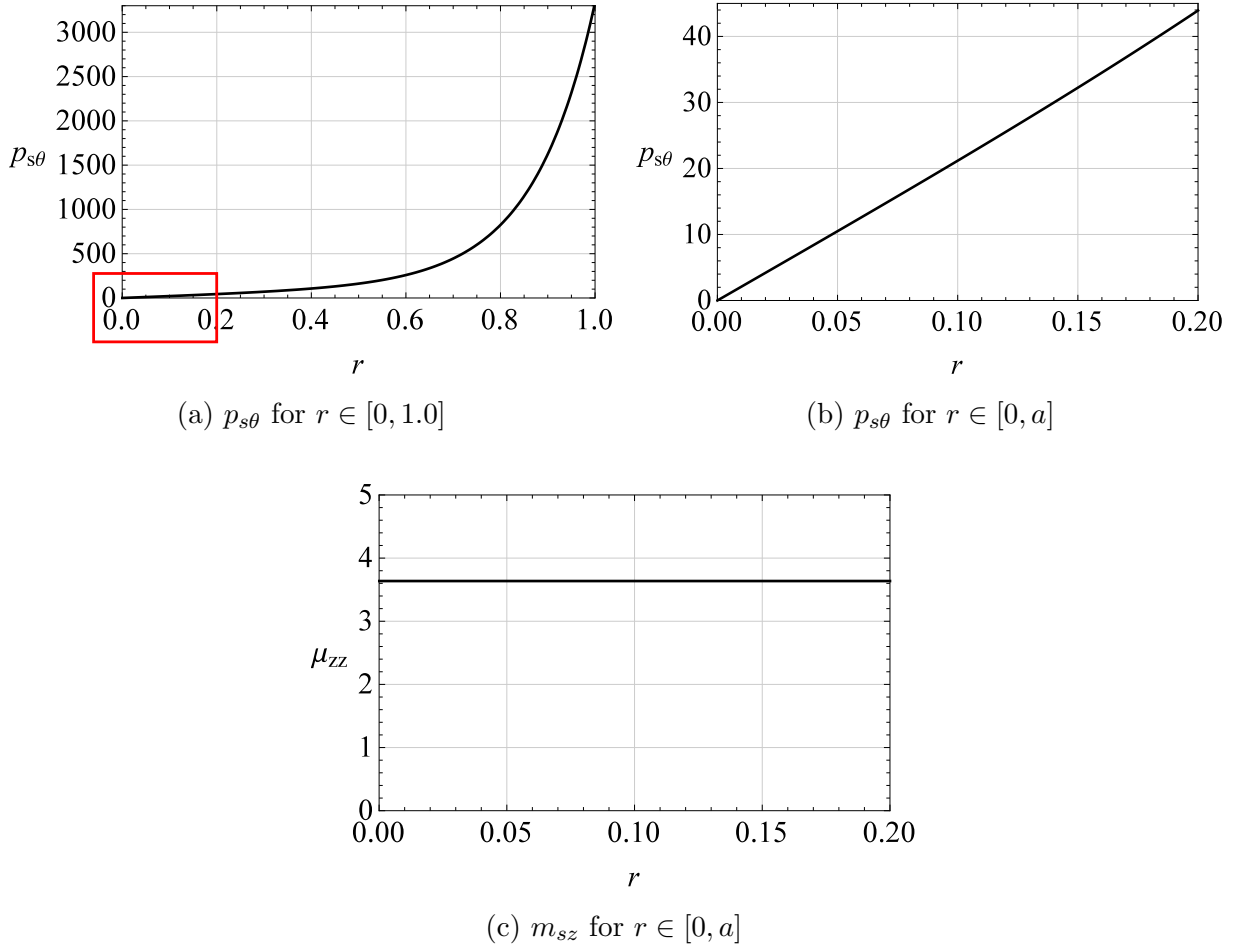 3000
2500
2000
p_{sθ} 1500
1000
500
0
0.0 0.2 0.4 0.6 0.8 1.0
r
(a) p_{sθ} for r ∈ [0, 1.0]
40
30
p_{sθ} 20
10
0
0.00 0.05 0.10 0.15 0.20
r
(b) p_{sθ} for r ∈ [0, a]
5
4
3
μ_{zz}
2
1
0
0.00 0.05 0.10 0.15 0.20
r
(c) m_{sz} for r ∈ [0, a]